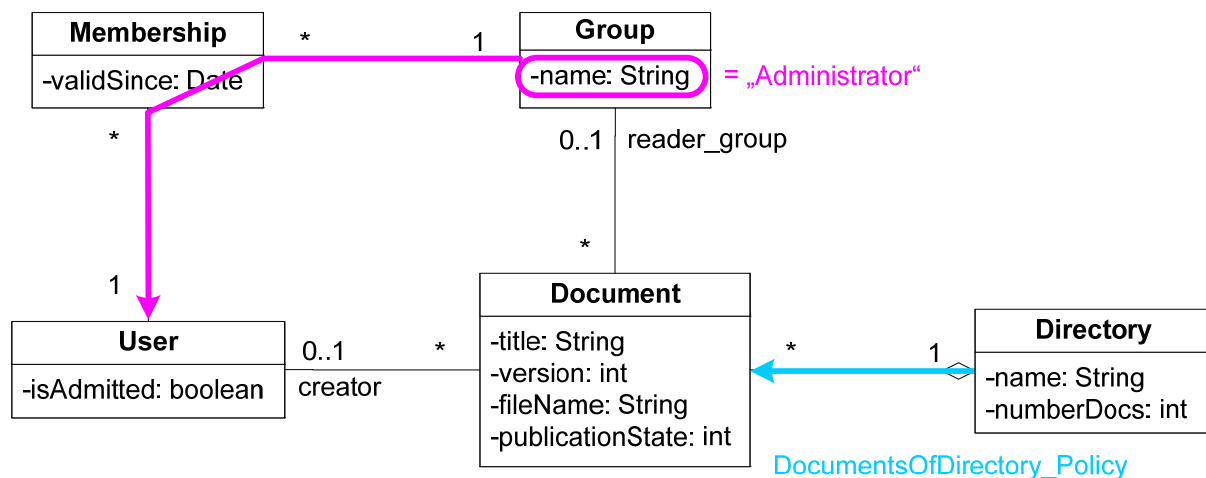 Membership
-validSince: Date
*
1
Group
-name: String
= „Administrator“
*
0..1
reader_group
*
1
User
-isAdmitted: boolean
0..1
creator
*
Document
-title: String
-version: int
-fileName: String
-publicationState: int
*
1
Directory
-name: String
-numberDocs: int
DocumentsOfDirectory_Policy